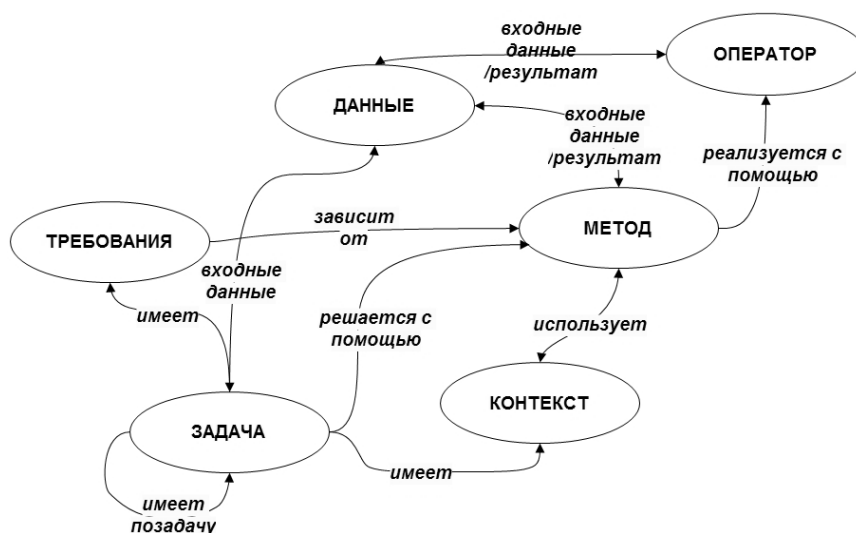 входные
данные
/результат
ОПЕРАТОР
ДАННЫЕ
входные
данные
/результат
реализуется с
помощью
ТРЕБОВАНИЯ
зависит
от
МЕТОД
входные
данные
имеет
решается с
помощью
использует
ЗАДАЧА
КОНТЕКСТ
имеет
имеет
позадачу